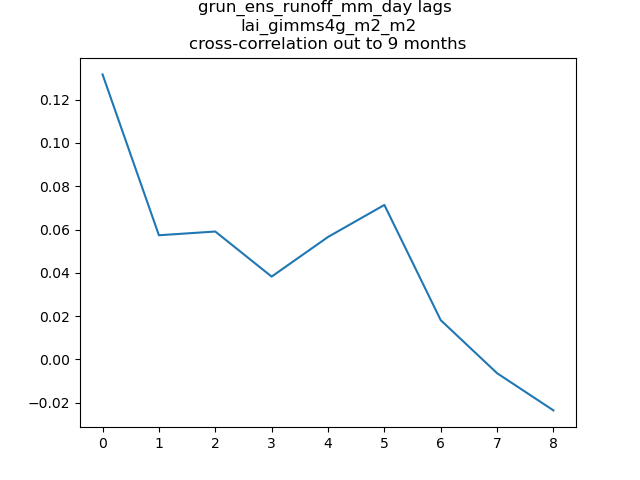 grun_ens_runoff_mm_day lags
lai_gimms4g_m2_m2
cross-correlation out to 9 months
0.12
0.10
0.08
0.06
0.04
0.02
0.00
−0.02
0 1 2 3 4 5 6 7 8